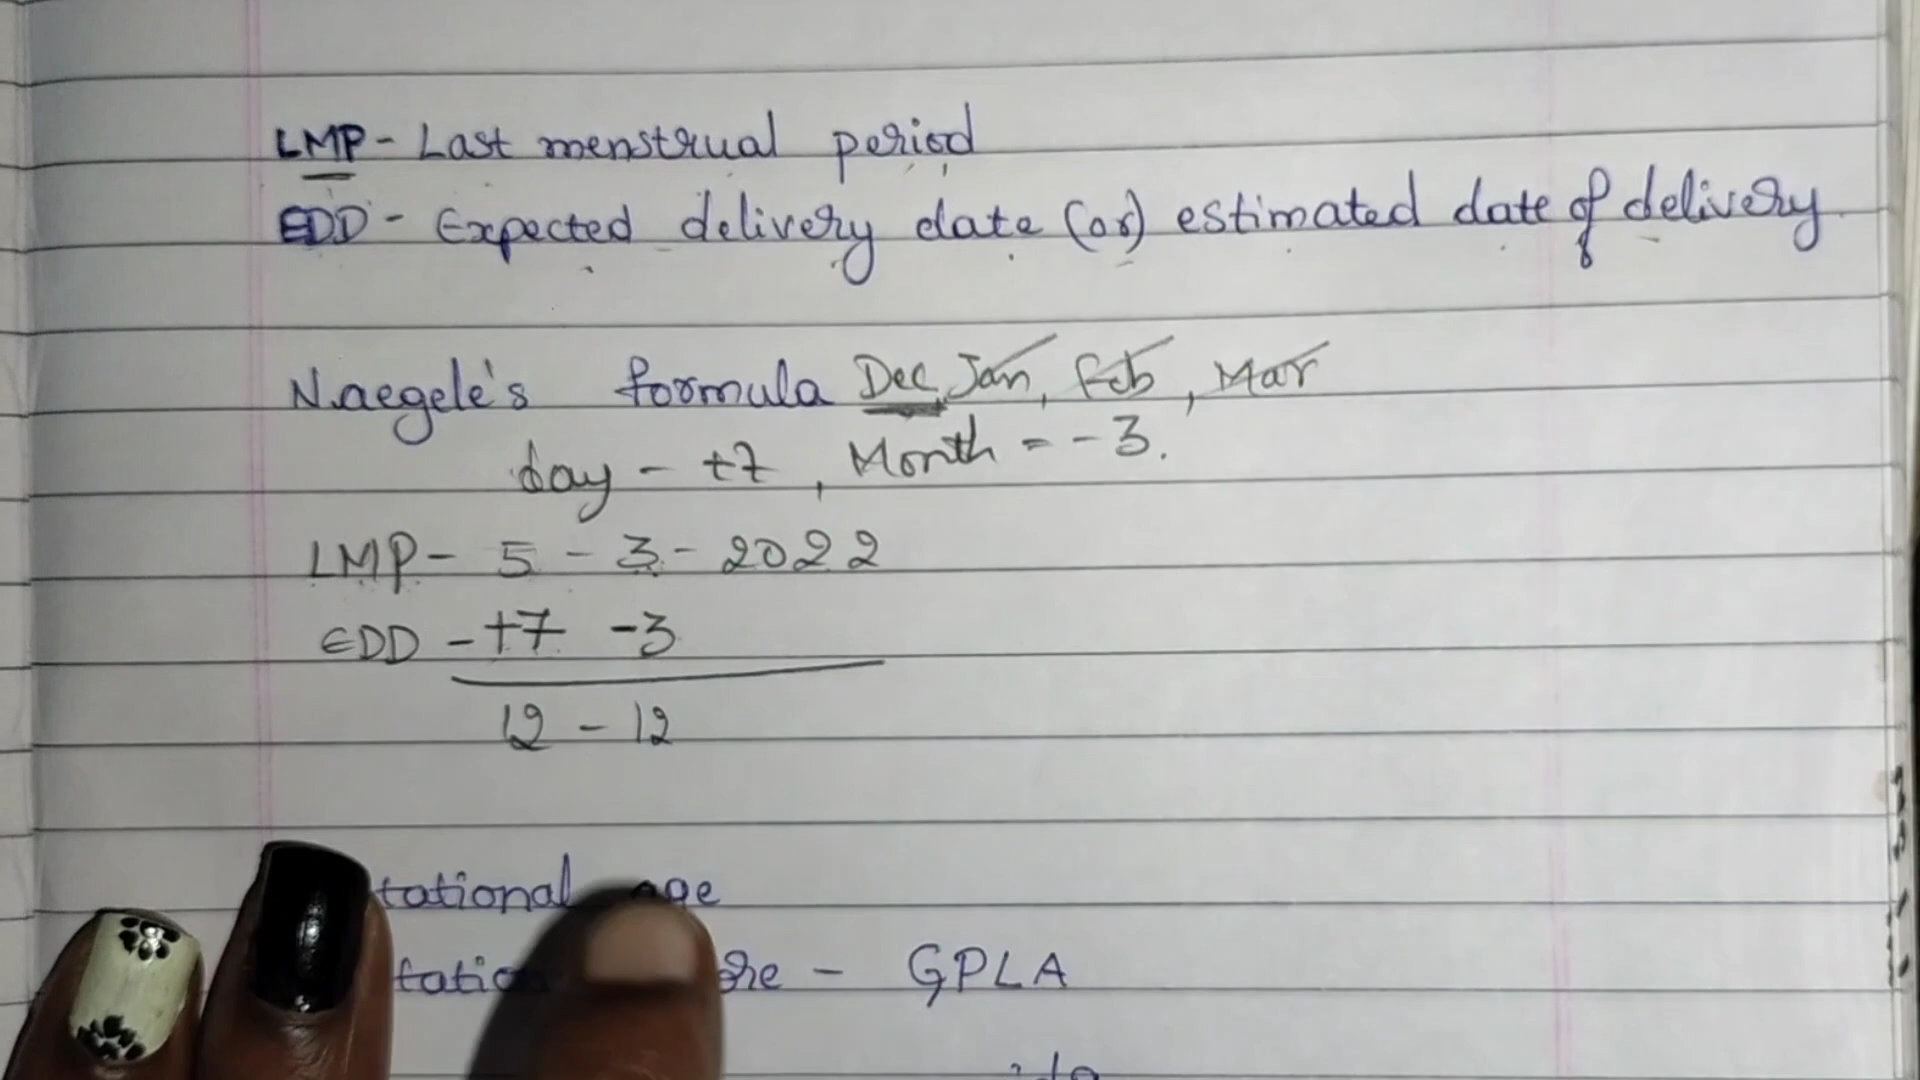 LMP - Last menstrual period
EDD - Expected delivery date (or) estimated date of delivery
Naegele's formula Dec, Jan, Feb, Mar
day - +7, Month = -3.
LMP - 5 - 3 - 2022
EDD - +7 -3
12 - 12
tational age
- GPLA